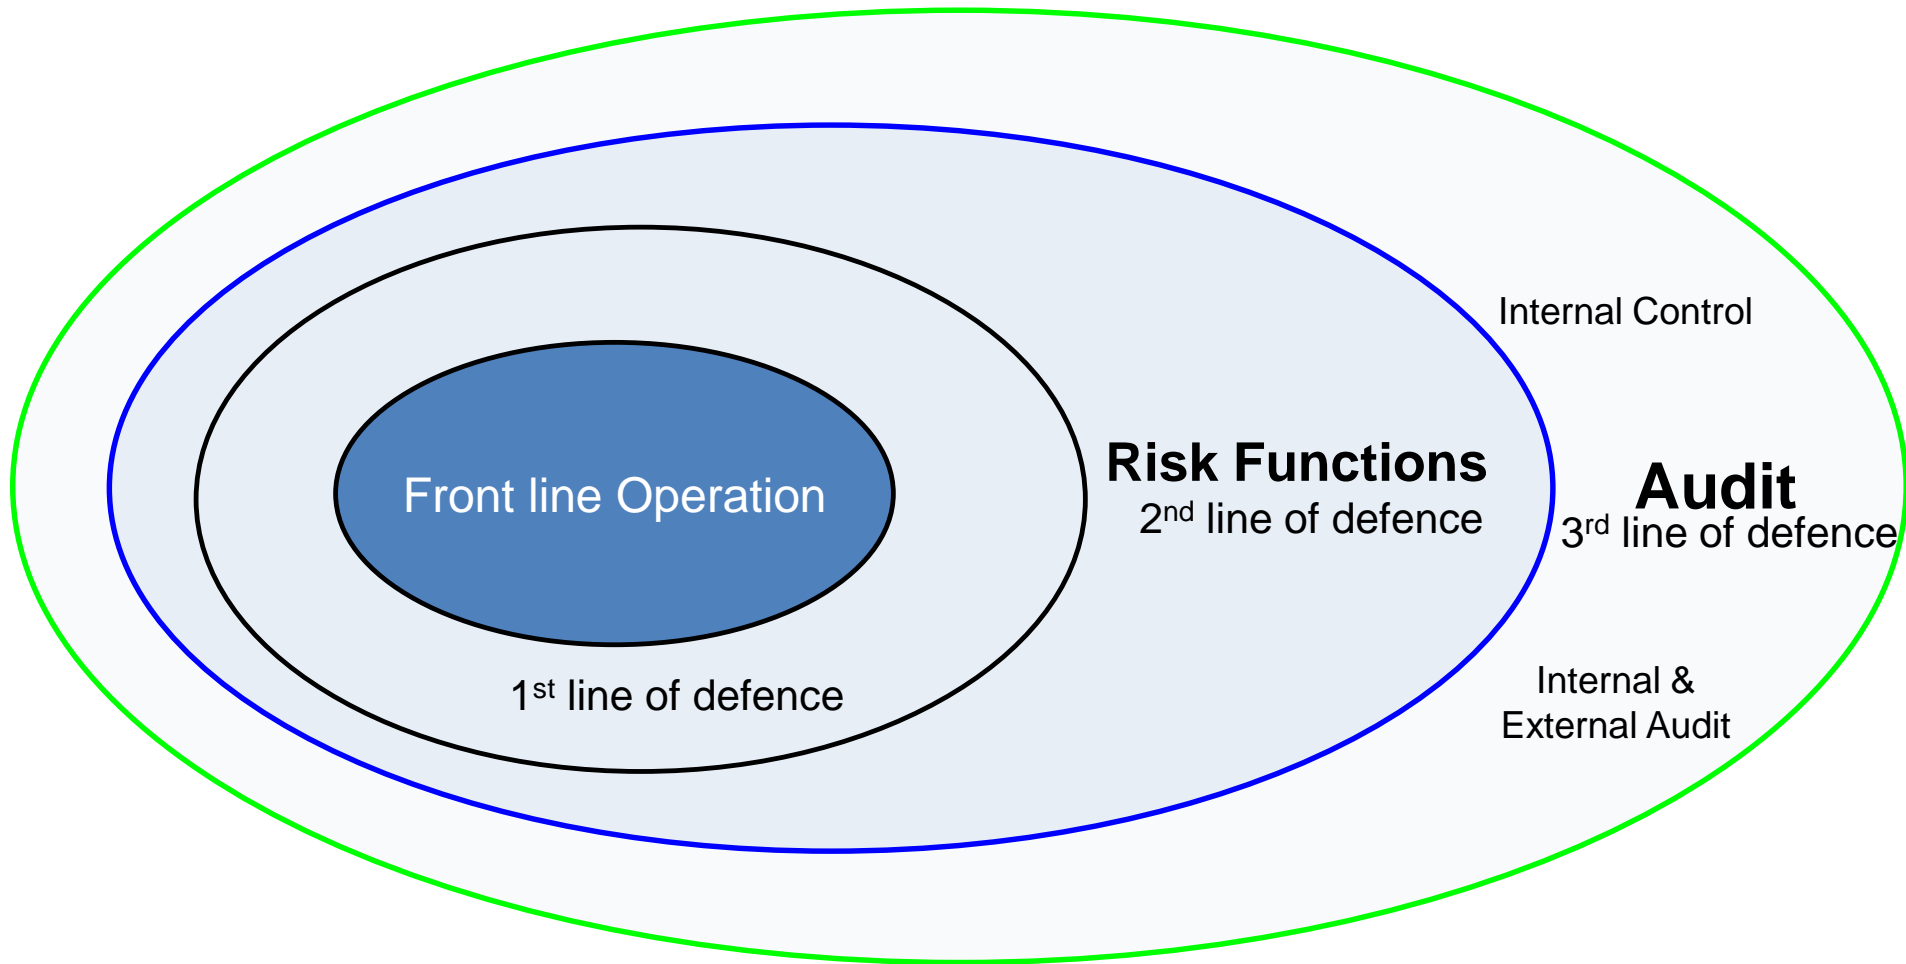 Internal Control
Front line Operation
Risk Functions
2nd line of defence
Audit
3rd line of defence
1st line of defence
Internal &
External Audit